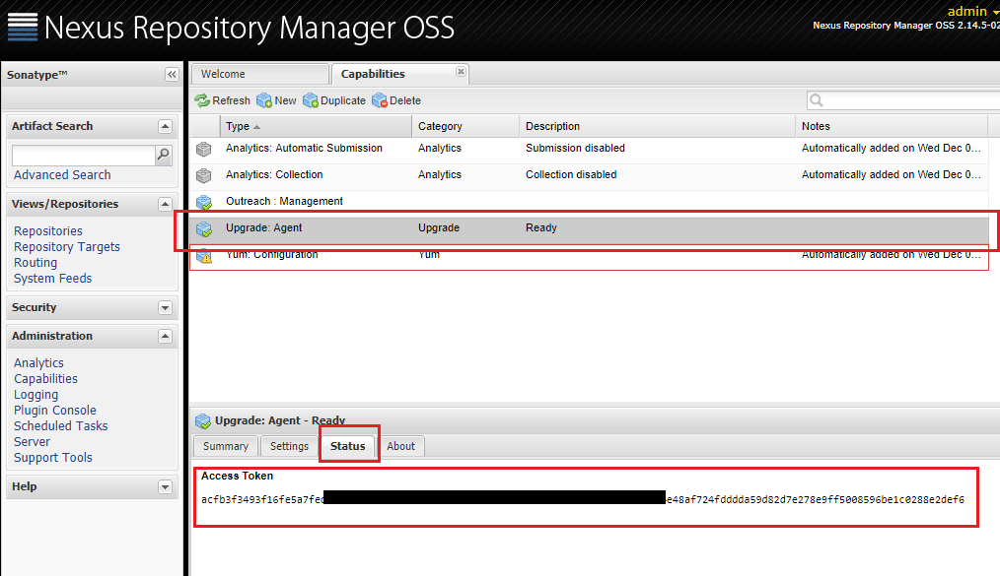 Nexus Repository Manager OSS
admin
Nexus Repository Manager OSS 2.14.5-02
Sonatype™
Welcome
Capabilities
Refresh New Duplicate Delete
Artifact Search
Advanced Search
Views/Repositories
Repositories
Repository Targets
Routing
System Feeds
Security
Administration
Analytics
Capabilities
Logging
Plugin Console
Scheduled Tasks
Server
Support Tools
Help
Type Category Description Notes
Analytics: Automatic Submission Analytics Submission disabled Automatically added on Wed Dec 0...
Analytics: Collection Analytics Collection disabled Automatically added on Wed Dec 0...
Outreach : Management
Upgrade: Agent Upgrade Ready
Yum: Configuration Yum Automatically added on Wed Dec 0...
Upgrade: Agent - Ready
Summary Settings Status About
Access Token
acfb3f3493f16fe5a7fec e48af724fdddda59d82d7e278e9ff5008596be1c0288e2def6